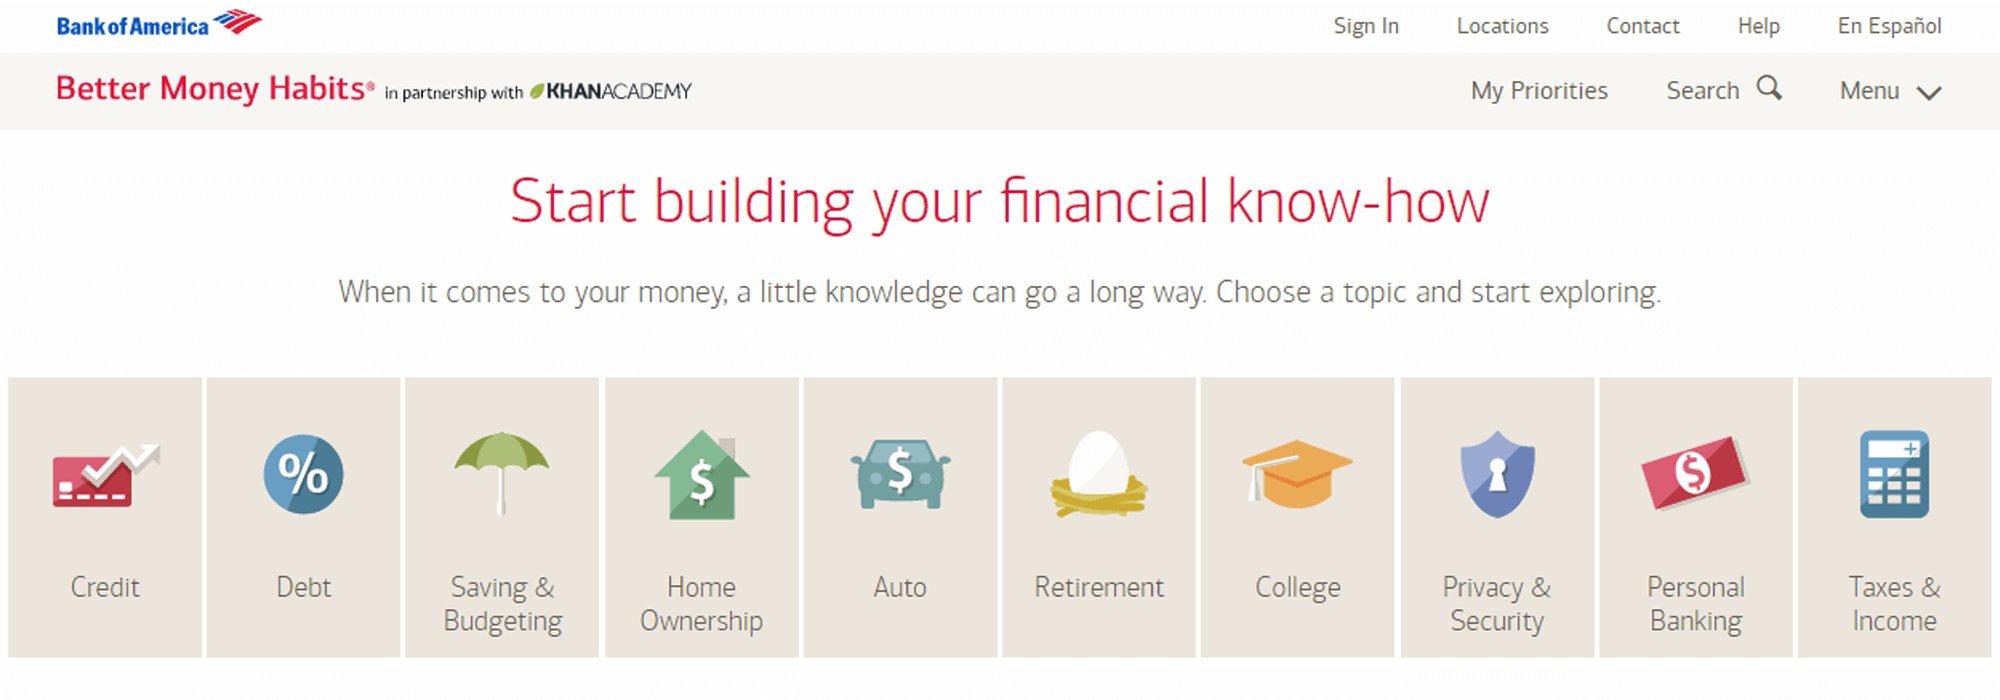 Bank of America
Sign In Locations Contact Help En Español
Better Money Habits® in partnership with KHANACADEMY
My Priorities Search Menu
Start building your financial know-how
When it comes to your money, a little knowledge can go a long way. Choose a topic and start exploring.
%
$
$
$
+
Credit
Debt
Saving &
Budgeting
Home
Ownership
Auto
Retirement
College
Privacy &
Security
Personal
Banking
Taxes &
Income